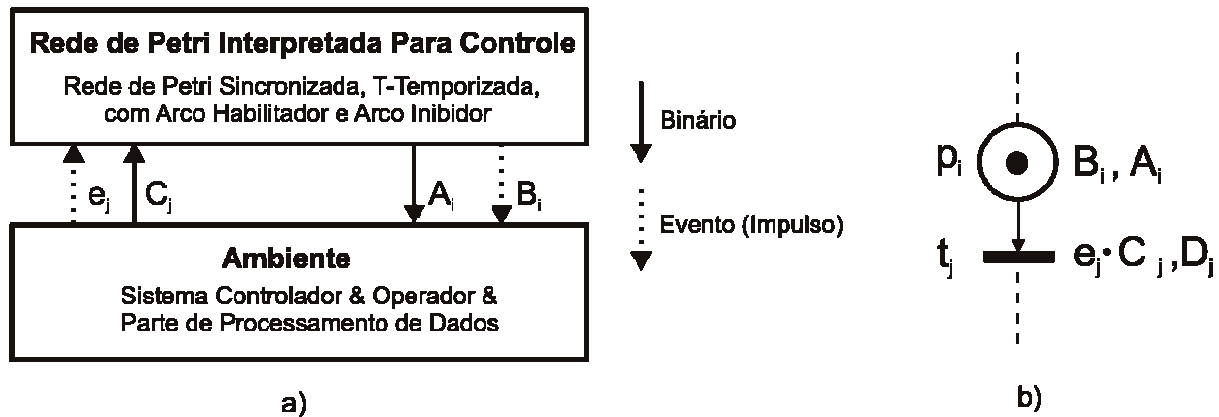 Rede de Petri Interpretada Para Controle
Rede de Petri Sincronizada, T-Temporizada,
com Arco Habilitador e Arco Inibidor
ej Cj Ai Bi
Ambiente
Sistema Controlador & Operador &
Parte de Processamento de Dados
a)
Binário
Evento (Impulso)
pi Bi, Ai
tj ej·Cj,Dj
b)